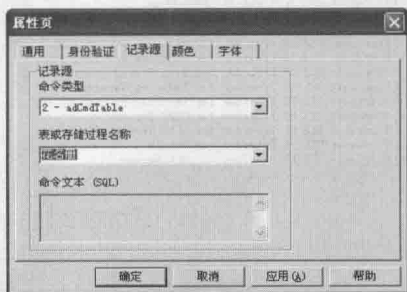 属性页
通用
身份验证
记录源
颜色
字体
记录源
命令类型
2 - adCmdTable
表或存储过程名称
命令文本 (SQL)
确定
取消
应用(A)
帮助